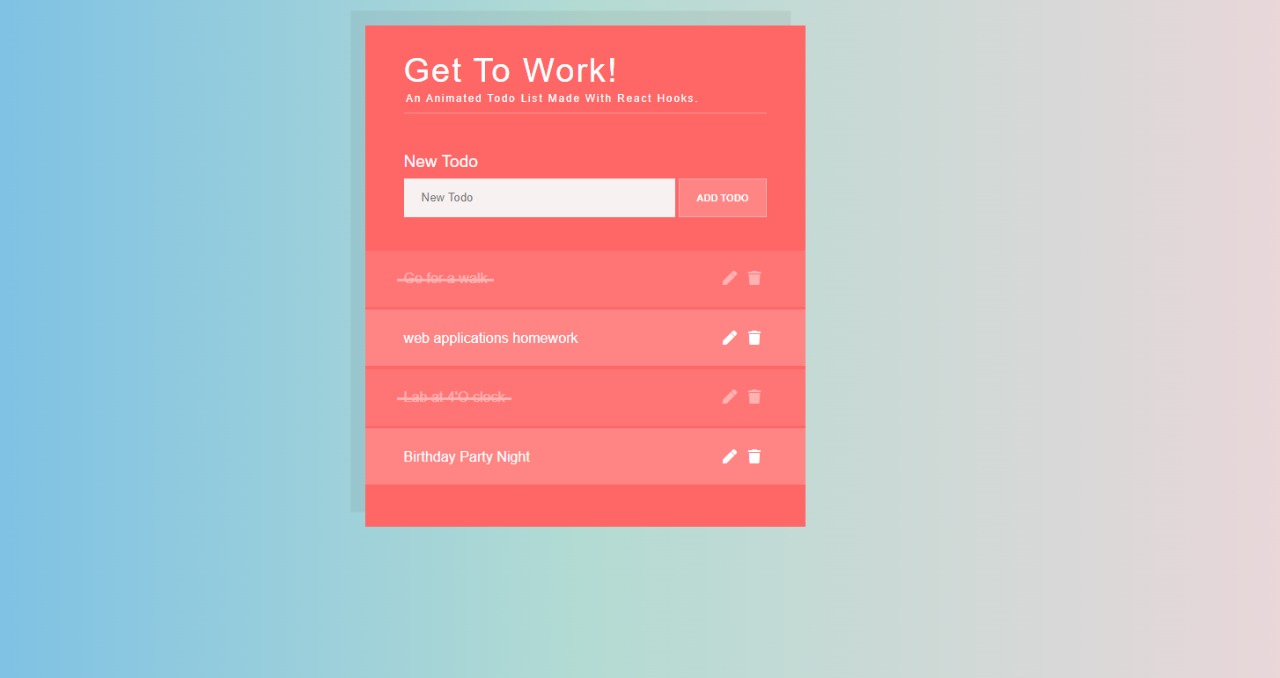 Get To Work!
An Animated Todo List Made With React Hooks.
New Todo
New Todo
ADD TODO
Go for a walk
web applications homework
Lab at 4'O clock
Birthday Party Night